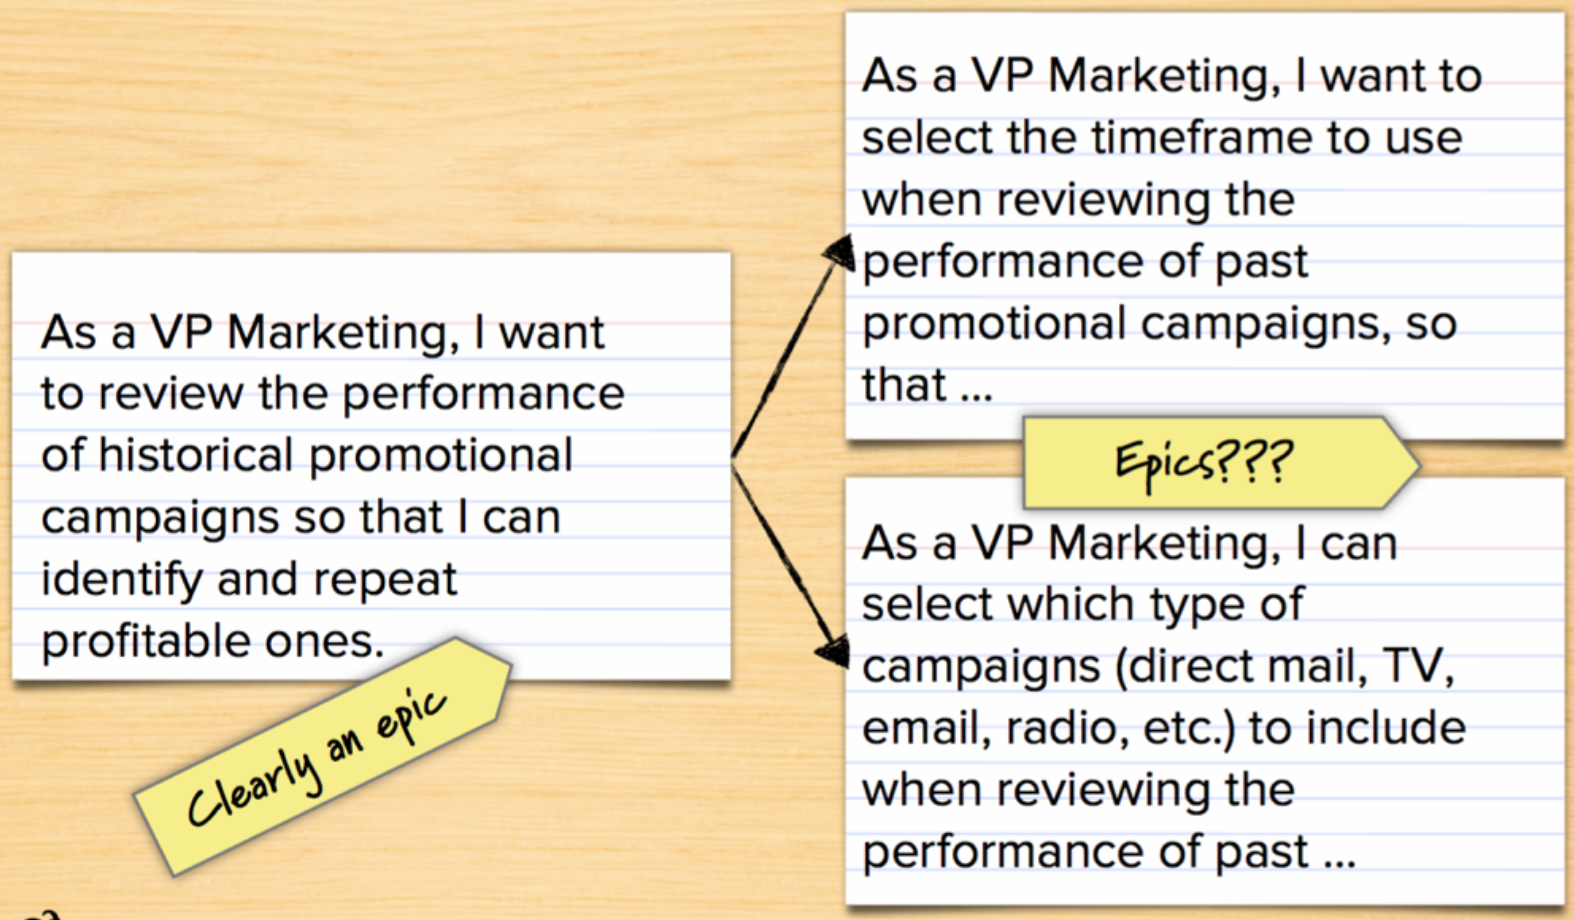 As a VP Marketing, I want
to review the performance
of historical promotional
campaigns so that I can
identify and repeat
profitable ones.
Clearly an epic
As a VP Marketing, I want to
select the timeframe to use
when reviewing the
performance of past
promotional campaigns, so
that ...
Epics???
As a VP Marketing, I can
select which type of
campaigns (direct mail, TV,
email, radio, etc.) to include
when reviewing the
performance of past ...